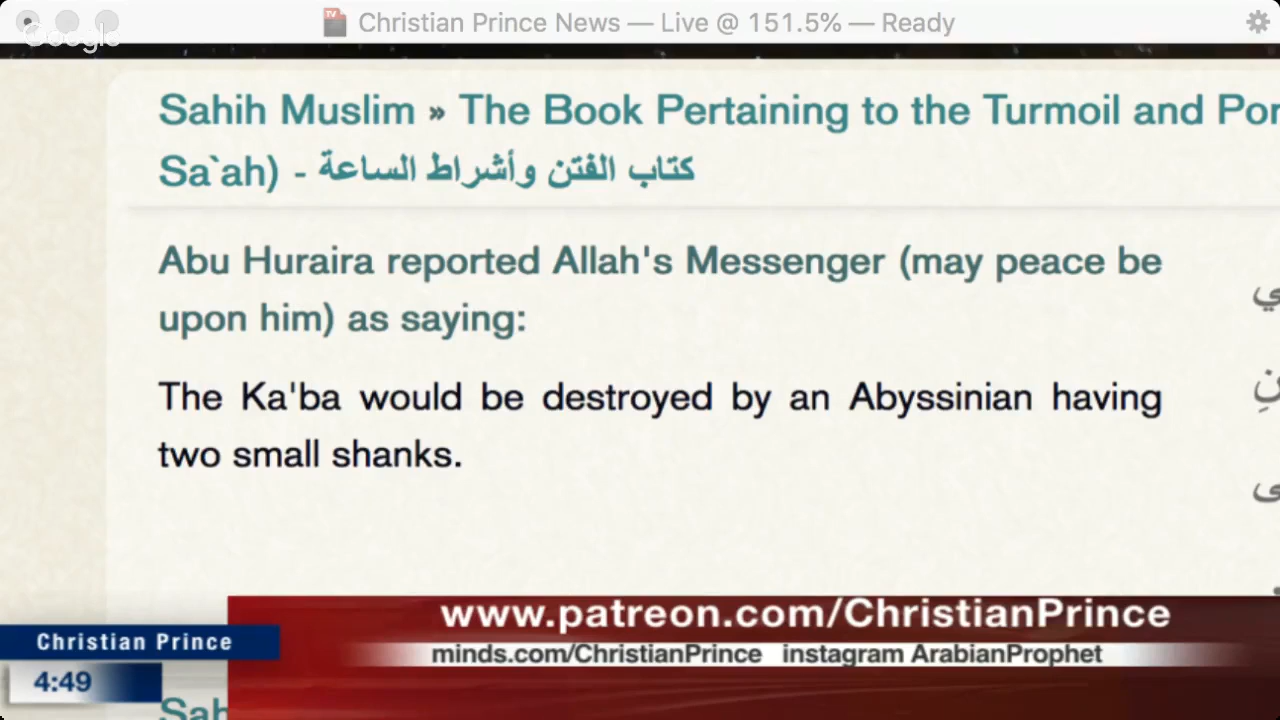 Christian Prince News — Live @ 151.5% — Ready
Google
Sahih Muslim » The Book Pertaining to the Turmoil and Por
Sa`ah) - كتاب الفتن وأشراط الساعة
Abu Huraira reported Allah's Messenger (may peace be
upon him) as saying:
The Ka'ba would be destroyed by an Abyssinian having
two small shanks.
www.patreon.com/ChristianPrince
Christian Prince
minds.com/ChristianPrince instagram ArabianProphet
4:49